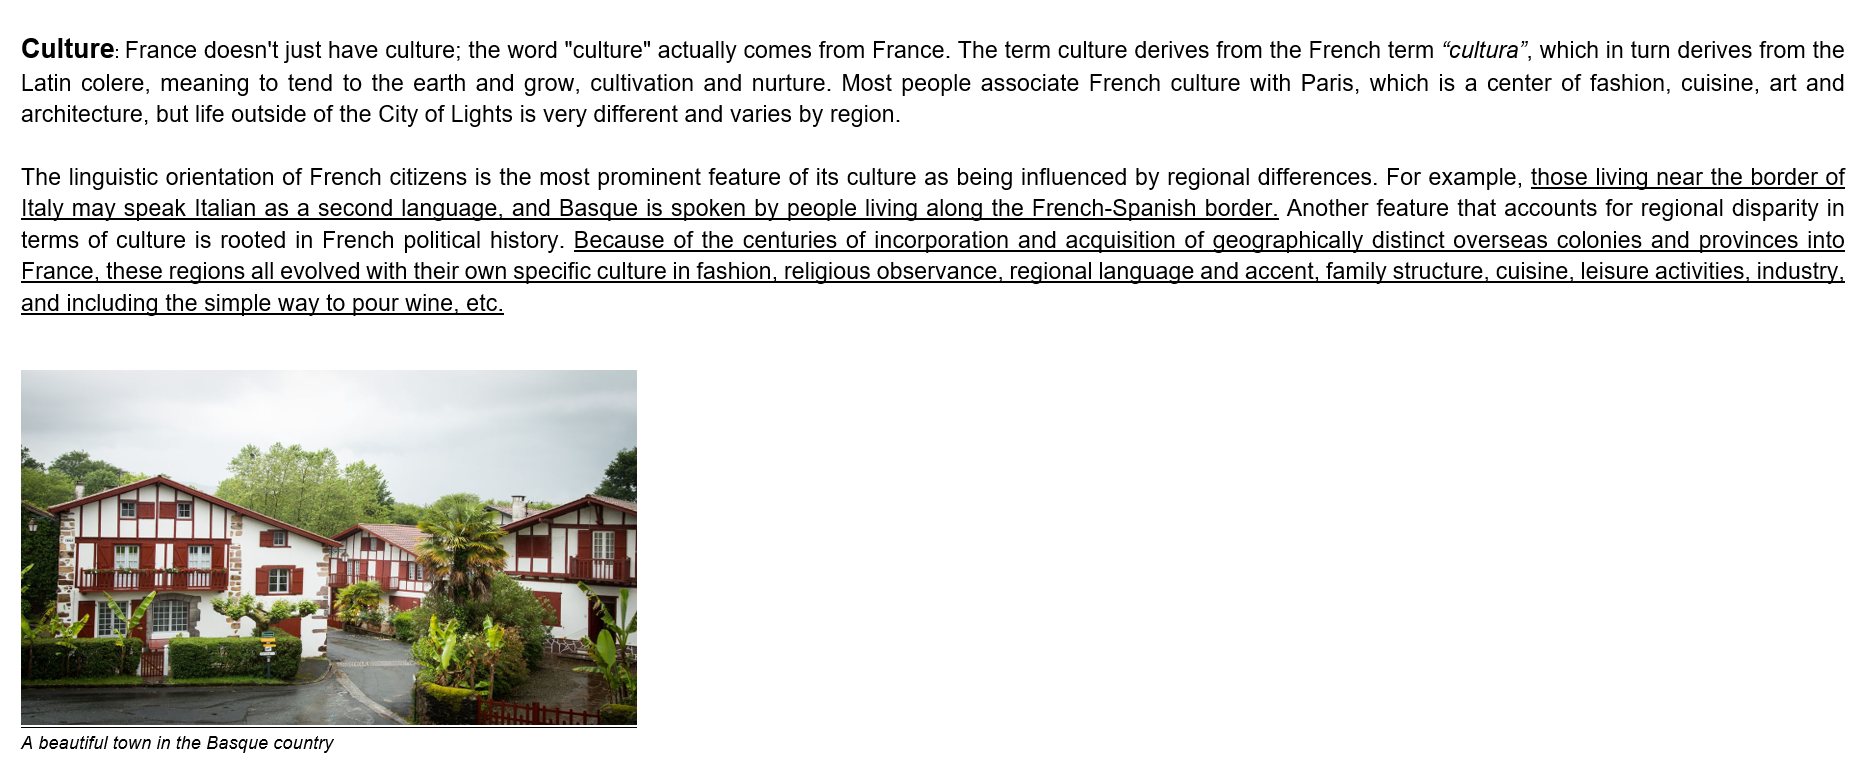 Culture: France doesn't just have culture; the word "culture" actually comes from France. The term culture derives from the French term “cultura”, which in turn derives from the
Latin colere, meaning to tend to the earth and grow, cultivation and nurture. Most people associate French culture with Paris, which is a center of fashion, cuisine, art and
architecture, but life outside of the City of Lights is very different and varies by region.
The linguistic orientation of French citizens is the most prominent feature of its culture as being influenced by regional differences. For example, those living near the border of
Italy may speak Italian as a second language, and Basque is spoken by people living along the French-Spanish border. Another feature that accounts for regional disparity in
terms of culture is rooted in French political history. Because of the centuries of incorporation and acquisition of geographically distinct overseas colonies and provinces into
France, these regions all evolved with their own specific culture in fashion, religious observance, regional language and accent, family structure, cuisine, leisure activities, industry,
and including the simple way to pour wine, etc.
A beautiful town in the Basque country